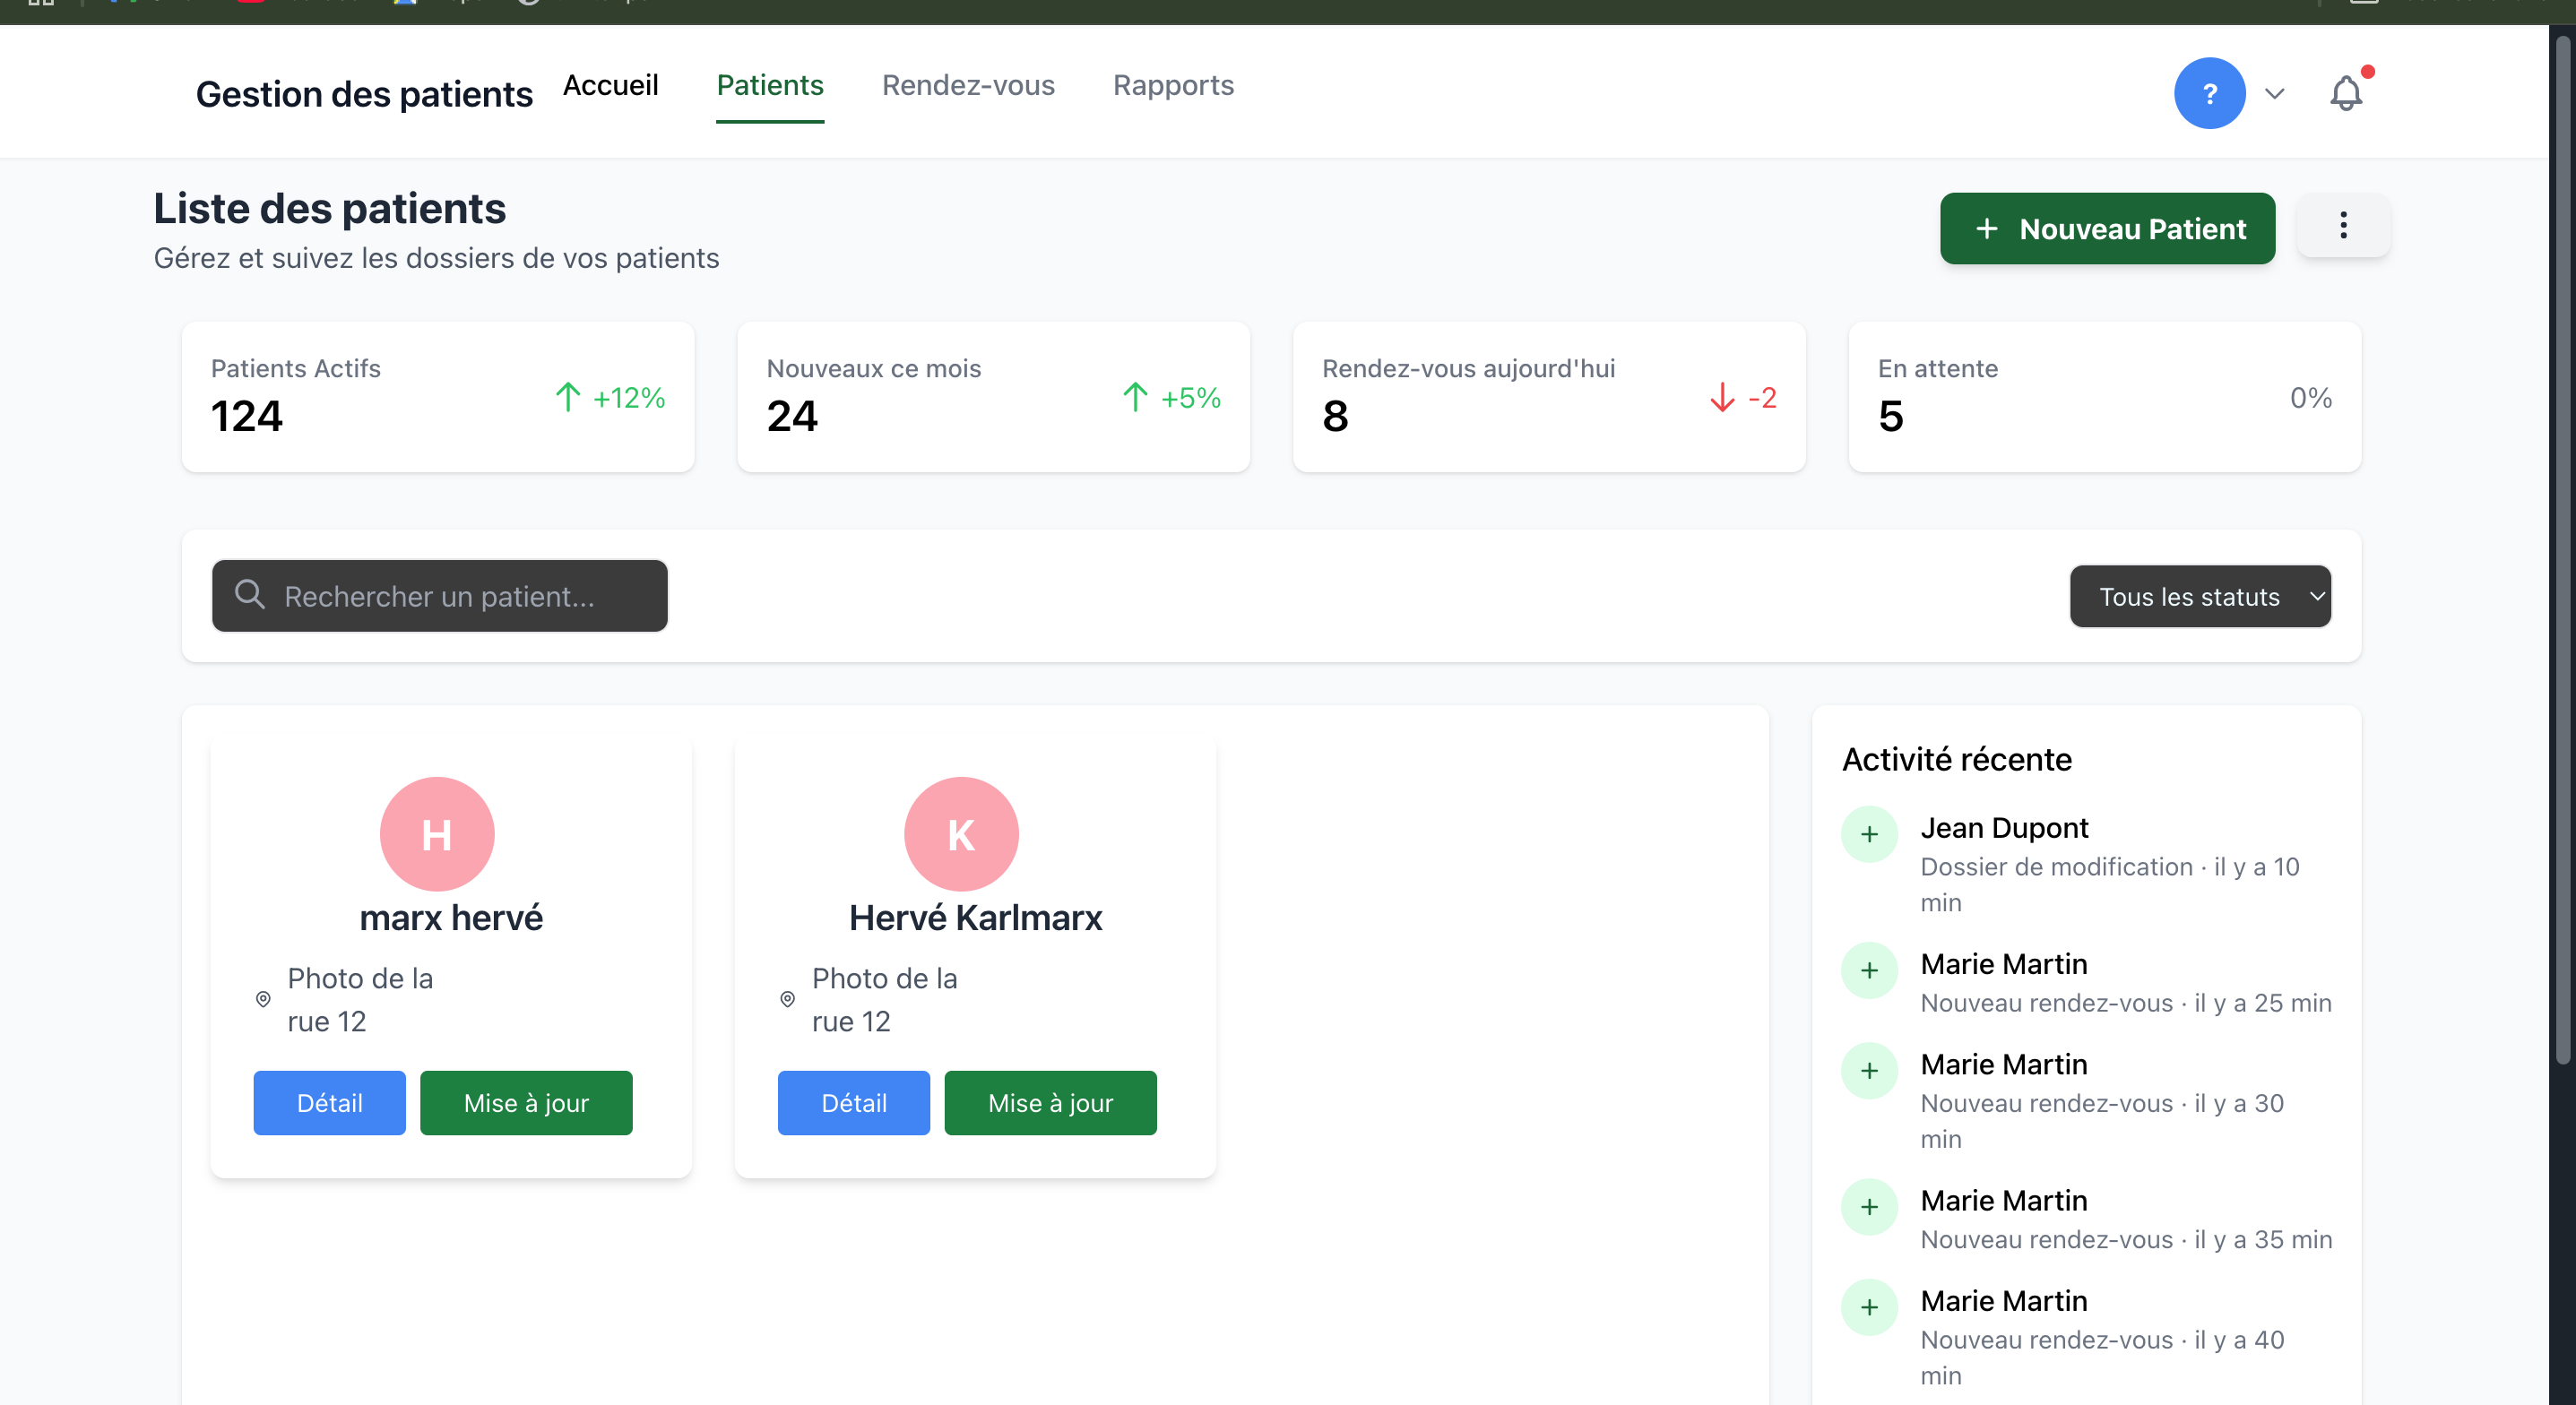 Gestion des patients Accueil Patients Rendez-vous Rapports ?
Liste des patients
Gérez et suivez les dossiers de vos patients
+ Nouveau Patient
Patients Actifs
124
+12%
Nouveaux ce mois
24
+5%
Rendez-vous aujourd'hui
8
-2
En attente
5
0%
Rechercher un patient...
Tous les statuts
H
marx hervé
Photo de la
rue 12
Détail Mise à jour
K
Hervé Karlmarx
Photo de la
rue 12
Détail Mise à jour
Activité récente
+ Jean Dupont
Dossier de modification · il y a 10
min
+ Marie Martin
Nouveau rendez-vous · il y a 25 min
+ Marie Martin
Nouveau rendez-vous · il y a 30
min
+ Marie Martin
Nouveau rendez-vous · il y a 35 min
+ Marie Martin
Nouveau rendez-vous · il y a 40
min